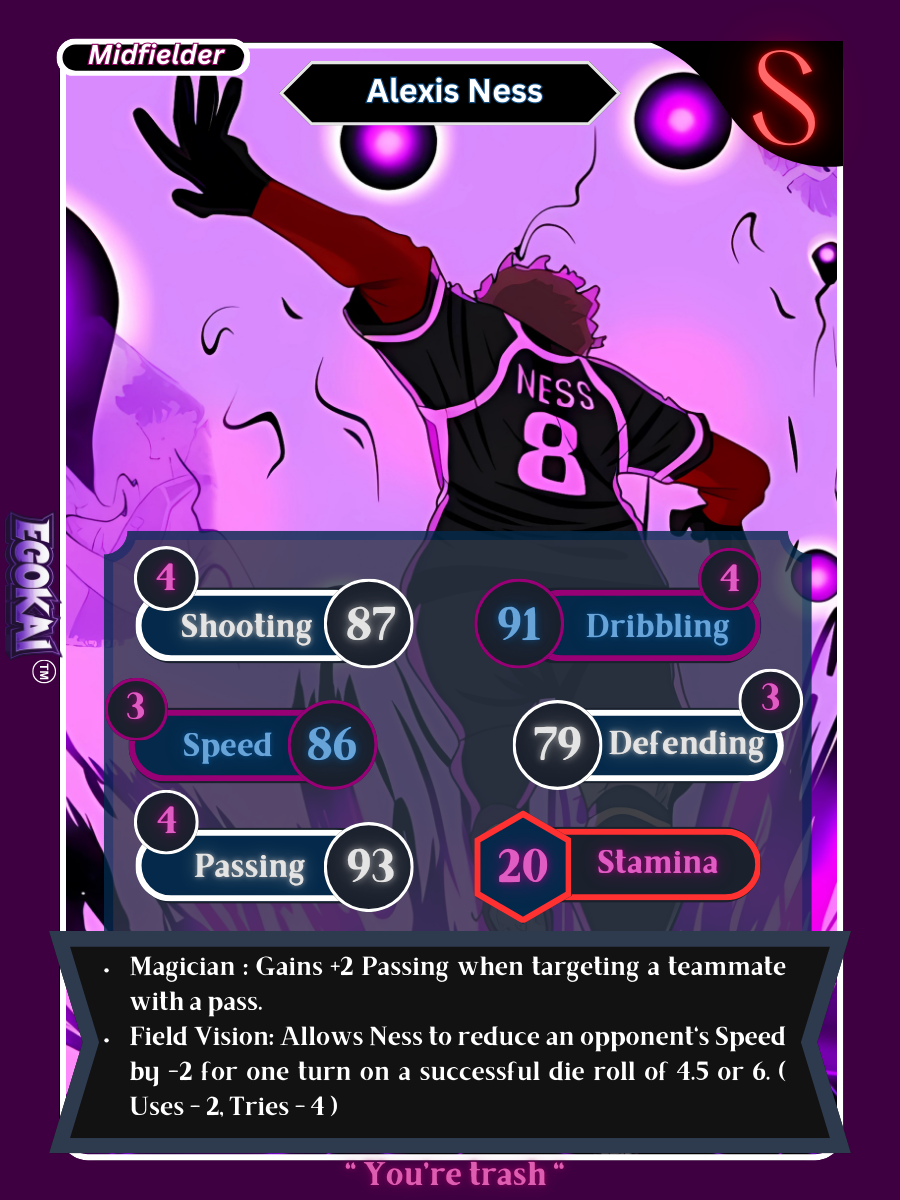 Midfielder
Alexis Ness
S
NESS
8
EGOKAI
TM
4
Shooting 87
4
91 Dribbling
3
Speed 86
3
79 Defending
4
Passing 93
20 Stamina
• Magician : Gains +2 Passing when targeting a teammate
with a pass.
• Field Vision: Allows Ness to reduce an opponent's Speed
by -2 for one turn on a successful die roll of 4.5 or 6. (
Uses - 2, Tries - 4 )
“ You're trash “